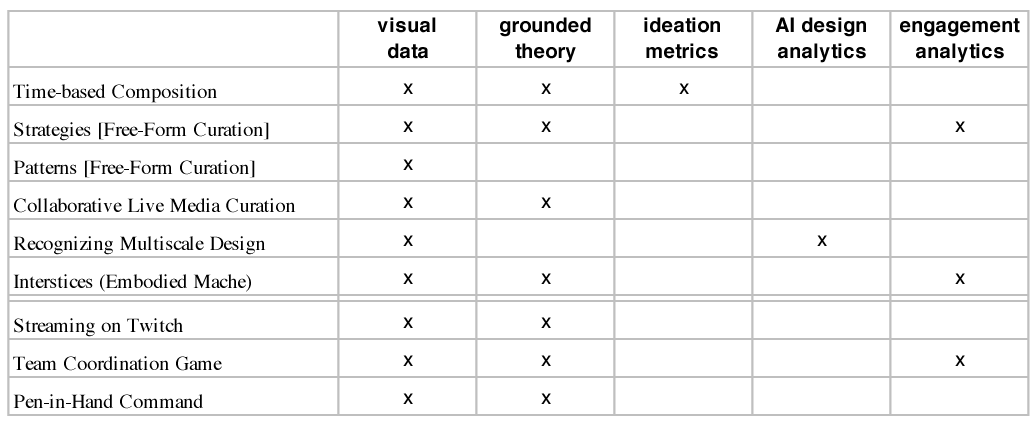 visual data grounded theory ideation metrics AI design analytics engagement analytics
Time-based Composition x x x
Strategies [Free-Form Curation] x x x
Patterns [Free-Form Curation] x
Collaborative Live Media Curation x x
Recognizing Multiscale Design x x
Interstices (Embodied Mache) x x x
Streaming on Twitch x x
Team Coordination Game x x x
Pen-in-Hand Command x x